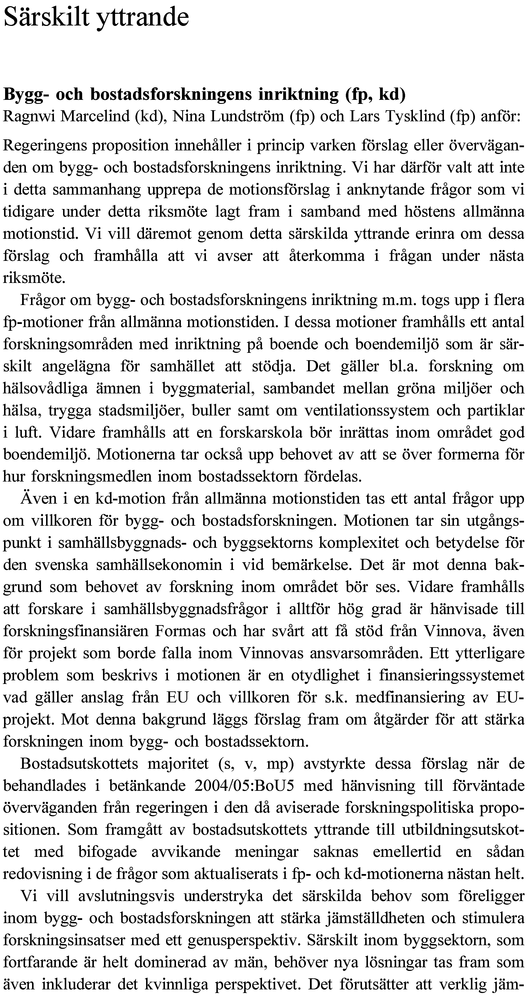 Särskilt yttrande
Bygg- och bostadsforskningens inriktning (fp, kd)
Ragnwi Marcelind (kd), Nina Lundström (fp) och Lars Tysklind (fp) anför:
Regeringens proposition innehåller i princip varken förslag ellerövervägan-
den om bygg- och bostadsforskningens inriktning. Vi har därför valt att inte
i detta sammanhang upprepa de motionsförslag i anknytande frågor som vi
tidigare under detta riksmöte lagt fram i samband med höstens allmänna
motionstid. Vi vill däremot genom detta särskilda yttrande erinra om dessa
förslag och framhålla att vi avser att återkomma i frågan under nästa
riksmöte.
Frågor om bygg- och bostadsforskningens inriktning m.m. togs upp i flera
fp-motioner från allmänna motionstiden. I dessa motioner framhålls ett antal
forskningsområden med inriktning på boende och boendemiljö som är sär-
skilt angelägna för samhället att stödja. Det gäller bl.a. forskning om
hälsovådliga ämnen i byggmaterial, sambandet mellan gröna miljöer och
hälsa, trygga stadsmiljöer, buller samt om ventilationssystem och partiklar
i luft. Vidare framhålls att en forskarskola bör inrättas inom området god
boendemiljö. Motionerna tar också upp behovet av att se över formerna för
hur forskningsmedlen inom bostadssektorn fördelas.
Även i en kd-motion från allmänna motionstiden tas ett antal frågor upp
om villkoren för bygg- och bostadsforskningen. Motionen tar sin utgångs-
punkt i samhällsbyggnads- och byggsektorns komplexitet och betydelse för
den svenska samhällsekonomin i vid bemärkelse. Det är mot denna bak-
grund som behovet av forskning inom området bör ses. Vidare framhålls
att forskare i samhällsbyggnadsfrågor i alltför hög grad är hänvisade till
forskningsfinansiären Formas och har svårt att få stöd från Vinnova, även
för projekt som borde falla inom Vinnovas ansvarsområden. Ett ytterligare
problem som beskrivs i motionen är en otydlighet i finansieringssystemet
vad gäller anslag från EU och villkoren för s.k. medfinansiering av EU-
projekt. Mot denna bakgrund läggs förslag fram om åtgärder för att stärka
forskningen inom bygg- och bostadssektorn.
Bostadsutskottets majoritet (s, v, mp) avstyrkte dessa förslag när de
behandlades i betänkande 2004/05:BoU5 med hänvisning till förväntade
överväganden från regeringen i den då aviserade forskningspolitiska propo-
sitionen. Som framgått av bostadsutskottets yttrande till utbildningsutskot-
tet med bifogade avvikande meningar saknas emellertid en sådan
redovisning i de frågor som aktualiserats i fp- och kd-motionerna nästan helt.
Vi vill avslutningsvis understryka det särskilda behov som föreligger
inom bygg- och bostadsforskningen att stärka jämställdheten och stimulera
forskningsinsatser med ett genusperspektiv. Särskilt inom byggsektorn, som
fortfarande är helt dominerad av män, behöver nya lösningar tas fram som
även inkluderar det kvinnliga perspektivet. Det förutsätter att verklig jäm-